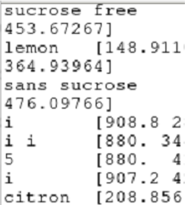 sucrose free
453.67267]
lemon [148.911
364.93964]
sans sucrose
476.09766]
i [908.8 2
i i [880. 34
5 [880. 4
i [907.2 4
citron [208.856